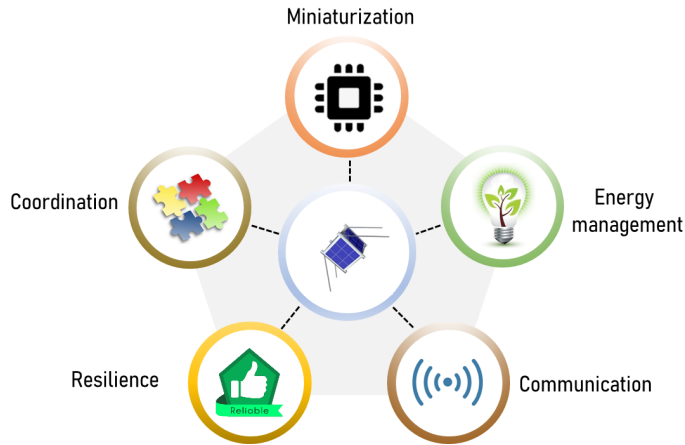 Miniaturization
Coordination
Energy
management
Resilience
Reliable
Communication